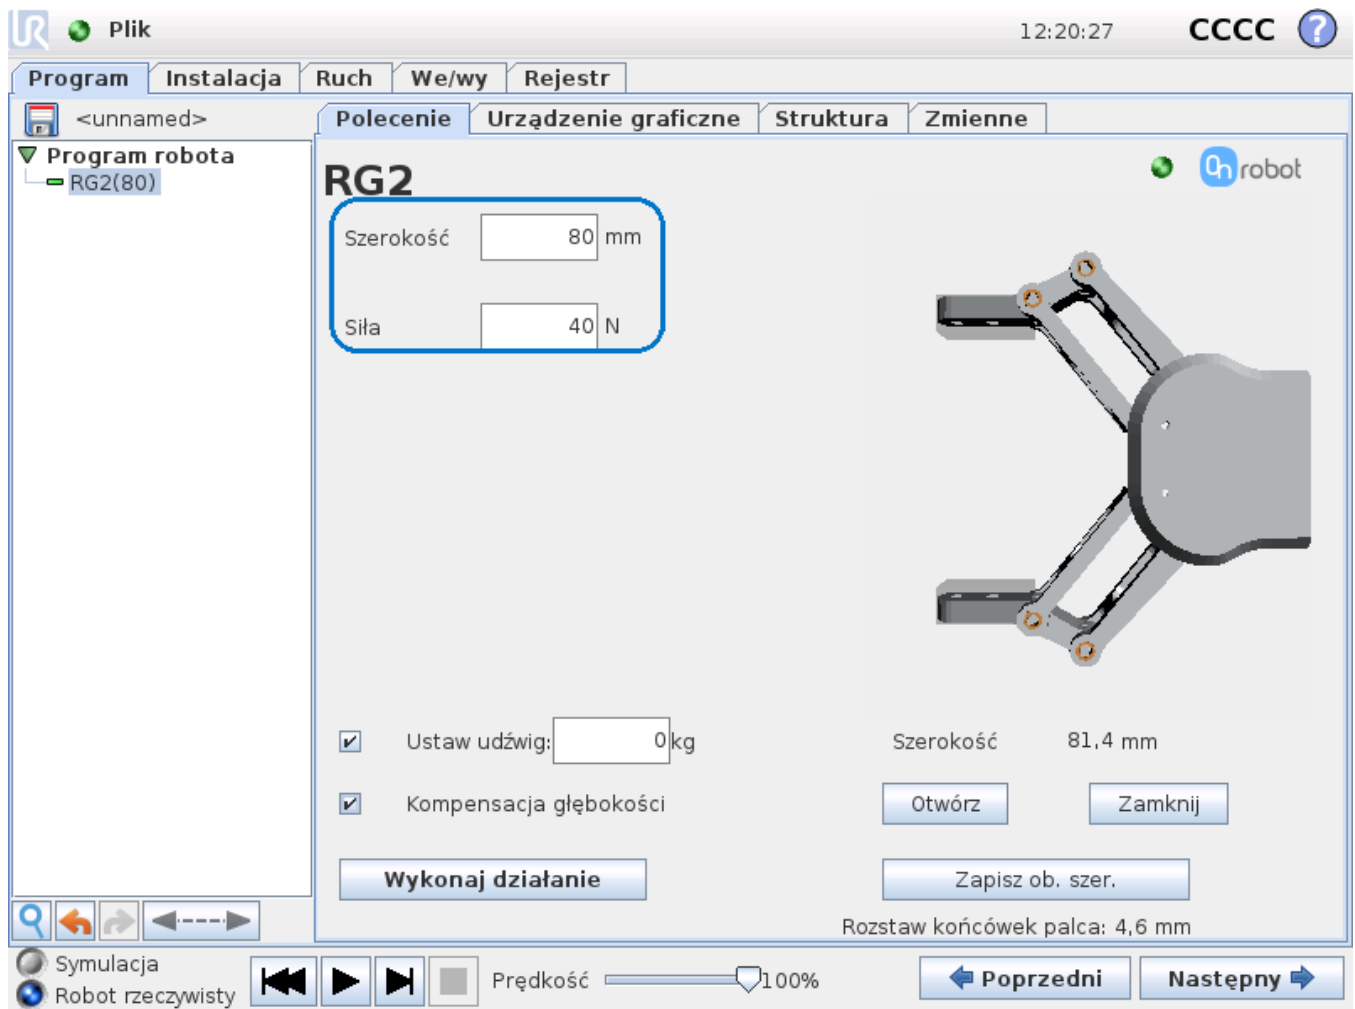 UR Plik 12:20:27 CCCC ?
Program Instalacja Ruch We/wy Rejestr
<unnamed> Polecenie Urządzenie graficzne Struktura Zmienne
Program robota
RG2(80)
RG2
On robot
Szerokość 80 mm
Siła 40 N
Ustaw udźwig: 0 kg
Szerokość 81,4 mm
Kompensacja głębokości
Otwórz Zamknij
Wykonaj działanie
Zapisz ob. szer.
Rozstaw końcówek palca: 4,6 mm
Symulacja
Robot rzeczywisty
Prędkość 100%
Poprzedni Następny